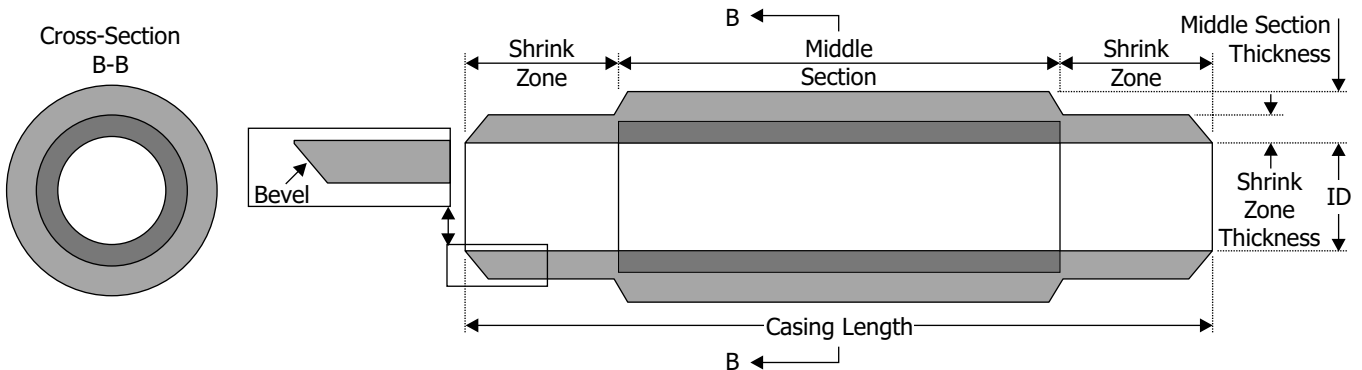 Cross-Section
B-B
Bevel
B
Shrink
Zone
Middle
Section
Shrink
Zone
Middle Section
Thickness
Shrink
Zone
Thickness
ID
Casing Length
B